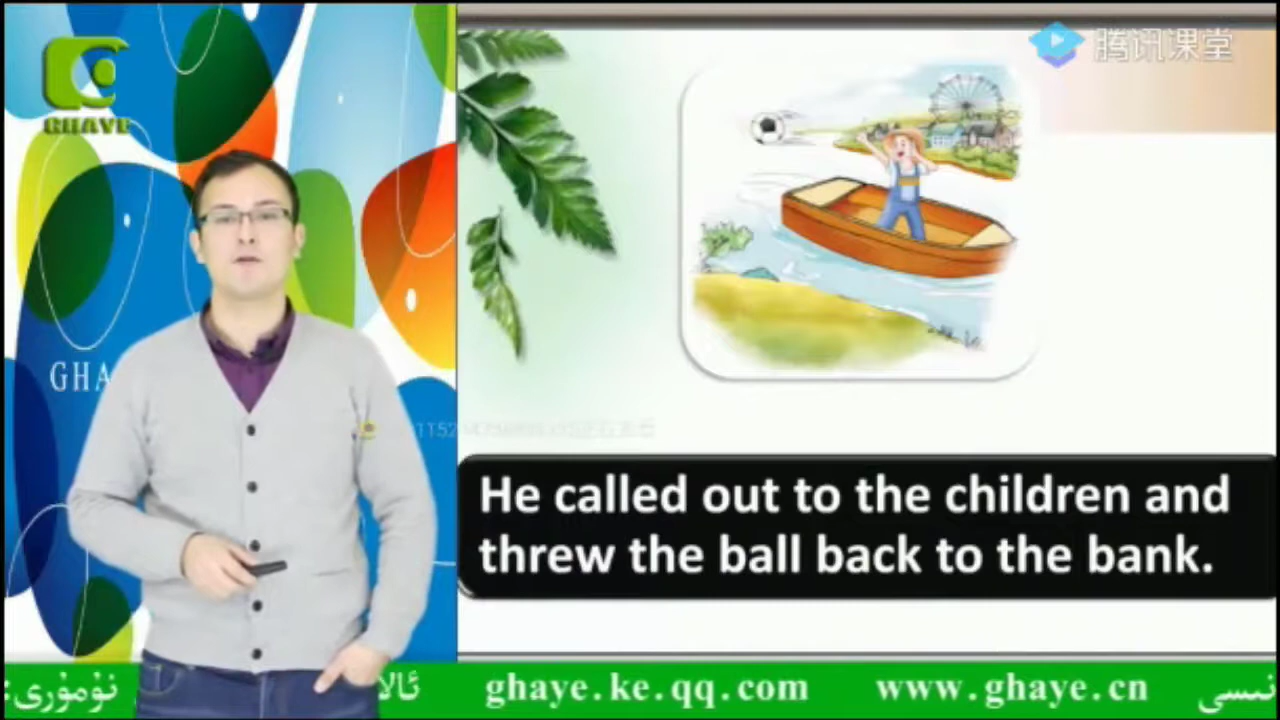 GHAYE
腾讯课堂
GHA
He called out to the children and
threw the ball back to the bank.
نۇمۇرى:
ghaye.ke.qq.com
www.ghaye.cn